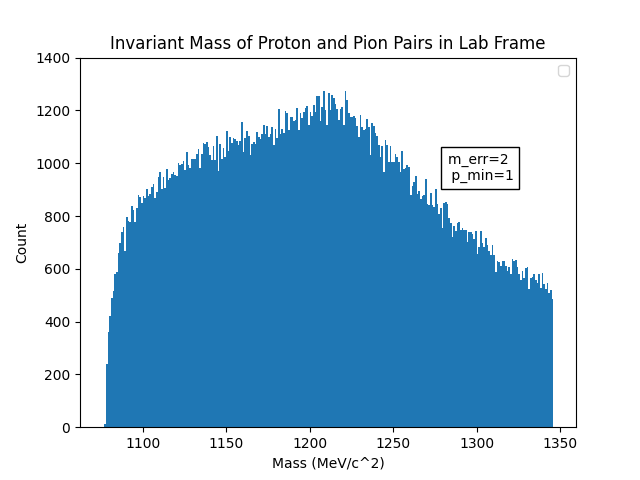 Invariant Mass of Proton and Pion Pairs in Lab Frame
1400
1200
1000
800
600
400
200
0
Count
m_err=2
p_min=1
1100
1150
1200
1250
1300
1350
Mass (MeV/c^2)